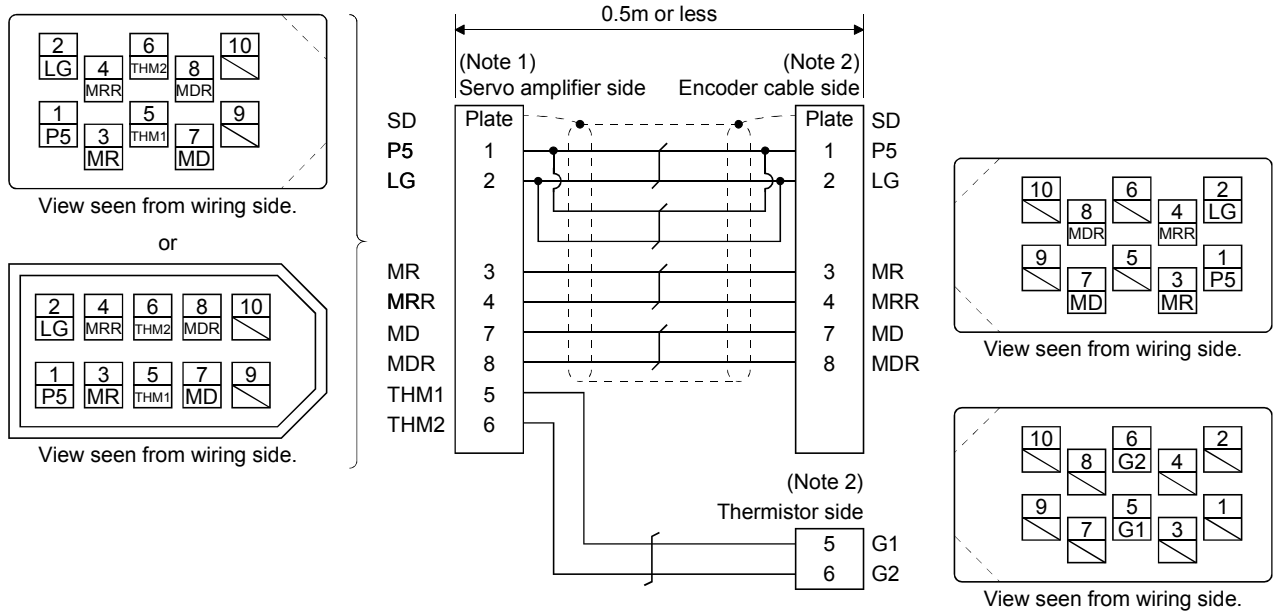 0.5m or less
2 6 10
LG 4 THM2 8
MRR MDR
1 5 9
P5 3 THM1 7
MR MD
View seen from wiring side.
or
2 4 6 8 10
LG MRR THM2 MDR
1 3 5 7 9
P5 MR THM1 MD
View seen from wiring side.
(Note 1) (Note 2)
Servo amplifier side Encoder cable side
SD Plate Plate SD
P5 1 1 P5
LG 2 2 LG
MR 3 3 MR
MRR 4 4 MRR
MD 7 7 MD
MDR 8 8 MDR
THM1 5
THM2 6
(Note 2)
Thermistor side
5 G1
6 G2
10 6 2
8 4 LG
MDR MRR
9 5 1
7 3 P5
MD MR
View seen from wiring side.
10 6 2
8 G2 4
9 5 1
7 G1 3
View seen from wiring side.